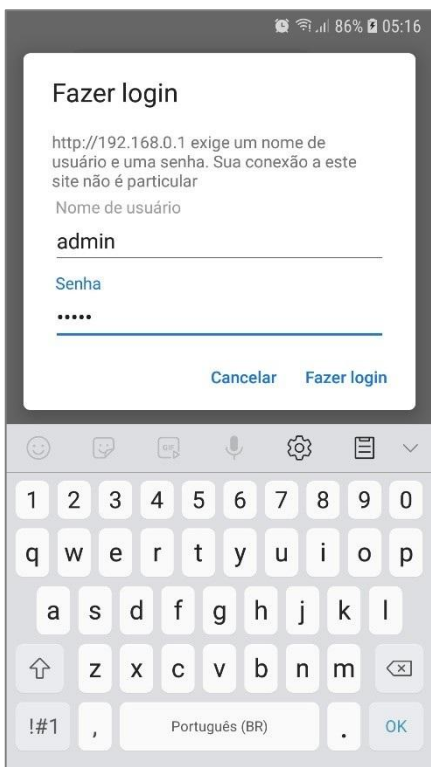 86% 05:16
Fazer login
http://192.168.0.1 exige um nome de
usuário e uma senha. Sua conexão a este
site não é particular
Nome de usuário
admin
Senha
•••••
Cancelar Fazer login
GIF
1 2 3 4 5 6 7 8 9 0
q w e r t y u i o p
a s d f g h j k l
z x c v b n m
!#1 , Português (BR) . OK